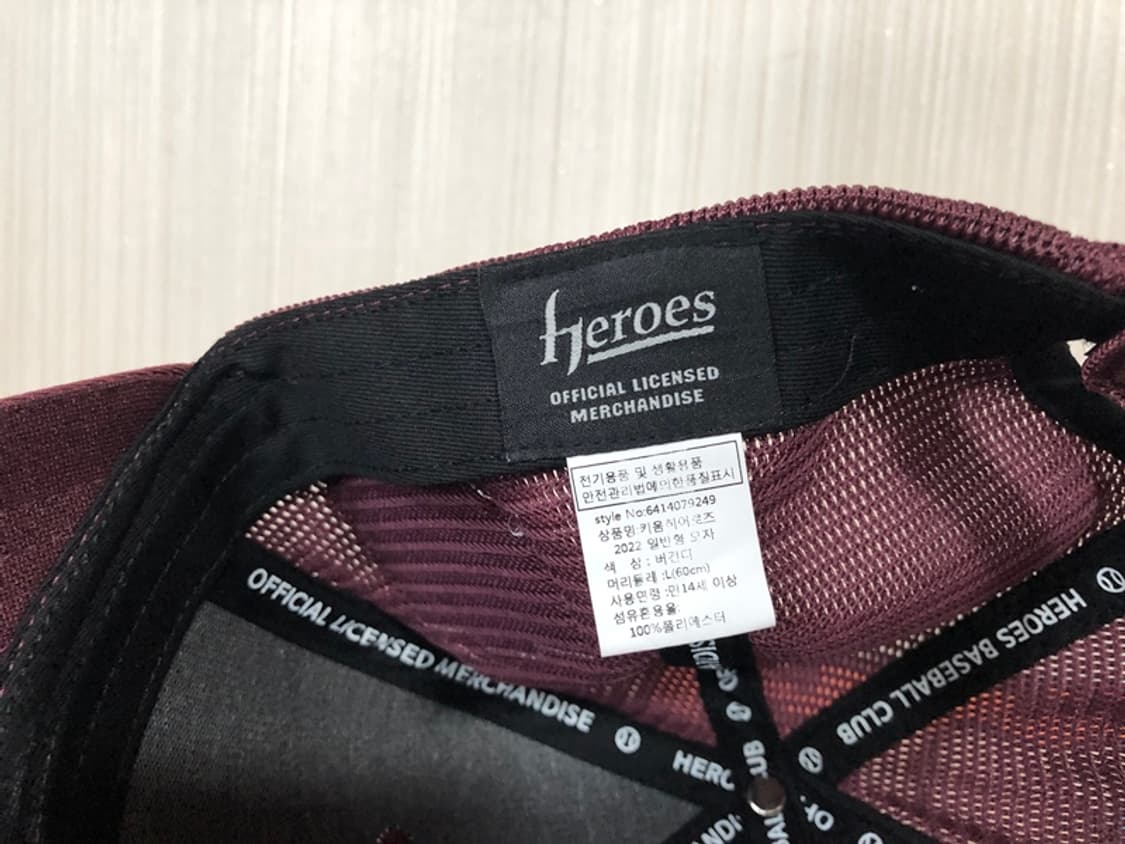 heroes
OFFICIAL LICENSED
MERCHANDISE
전기용품 및 생활용품
안전관리법에의한품질표시
style No:6414079249
상품명:키움히어로즈
2022 일반형 모자
색 상 : 버건디
머리둘레 :L(60cm)
사용연령 :만14세 이상
섬유혼용율:
100%폴리에스터
OFFICIAL LICENSED MERCHANDISE
HEROES BASEBALL CLUB